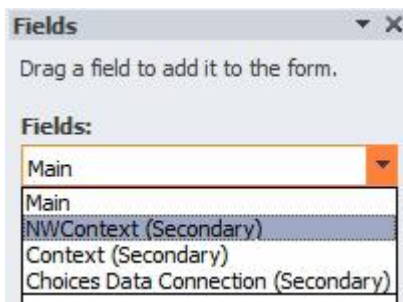 Fields
Drag a field to add it to the form.
Fields:
Main
Main
NWContext (Secondary)
Context (Secondary)
Choices Data Connection (Secondary)